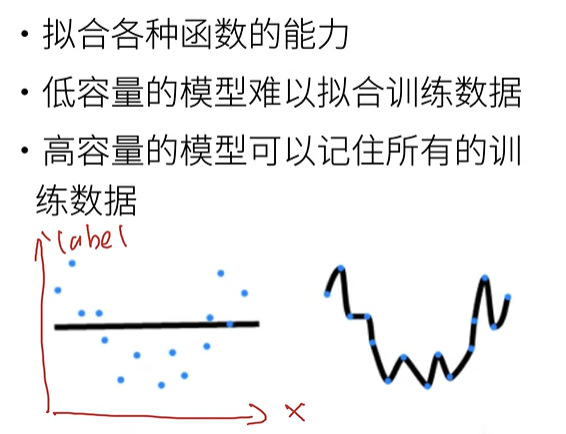 • 拟合各种函数的能力
• 低容量的模型难以拟合训练数据
• 高容量的模型可以记住所有的训
练数据
label
x